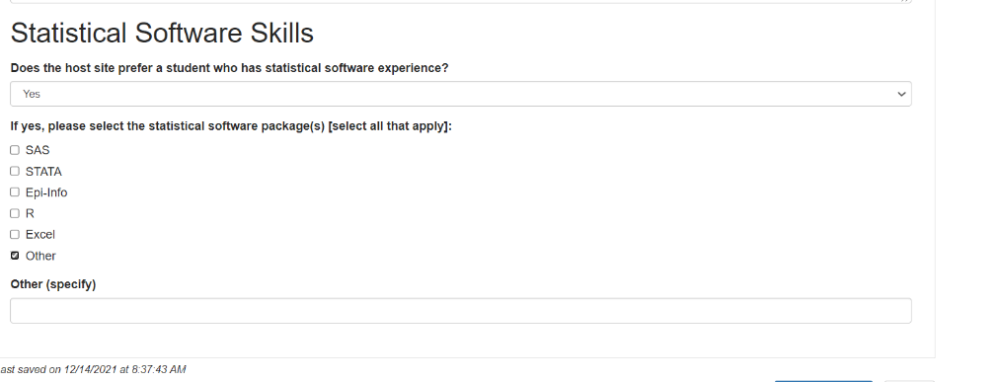 Statistical Software Skills
Does the host site prefer a student who has statistical software experience?
Yes
If yes, please select the statistical software package(s) [select all that apply]:
SAS
STATA
Epi-Info
R
Excel
Other
Other (specify)
ast saved on 12/14/2021 at 8:37:43 AM